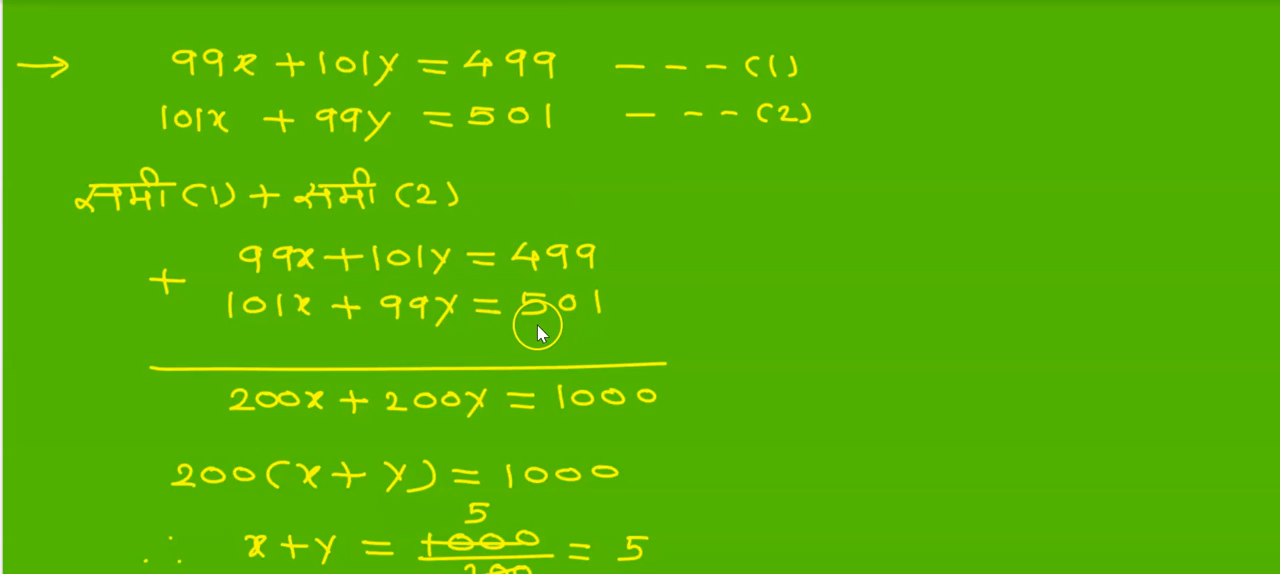 → 99x + 101y = 499 - - - (1)
101x + 99y = 501 - - - (2)
समी (1) + समी (2)
99x + 101y = 499
+
101x + 99y = 501
200x + 200y = 1000
200(x + y) = 1000
5
∴ x + y = 1000 = 5
200